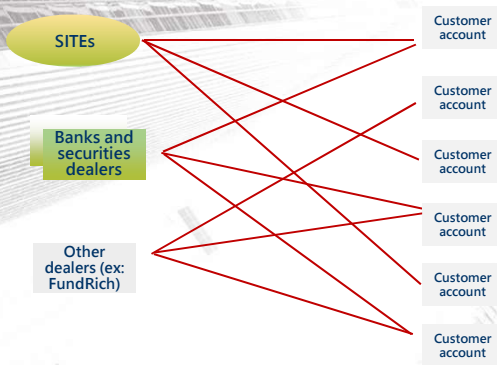 SITEs
Banks and
securities
dealers
Other
dealers (ex:
FundRich)
Customer
account
Customer
account
Customer
account
Customer
account
Customer
account
Customer
account